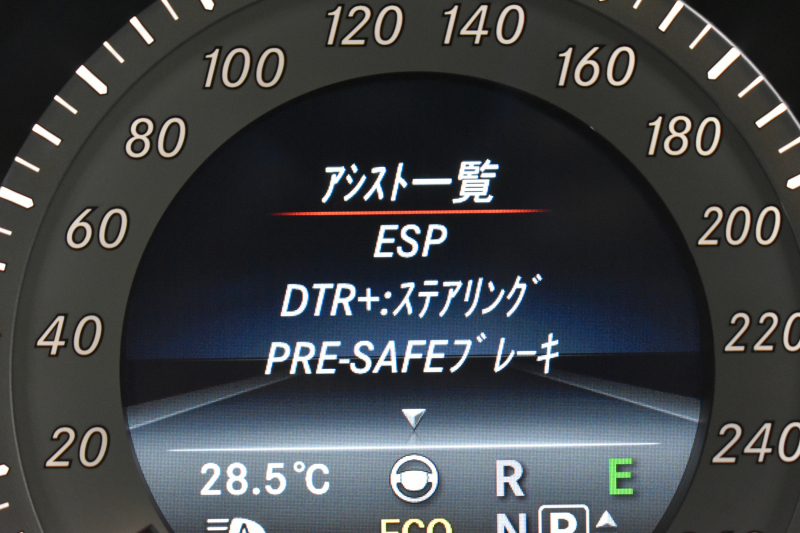 120 140
100 160
80 180
60 200
40 220
20 240
ｱｼｽﾄ一覧
ESP
DTR+:ｽﾃｱﾘﾝｸﾞ
PRE-SAFEﾌﾞﾚｰｷ
28.5°C R E
A ECO N P